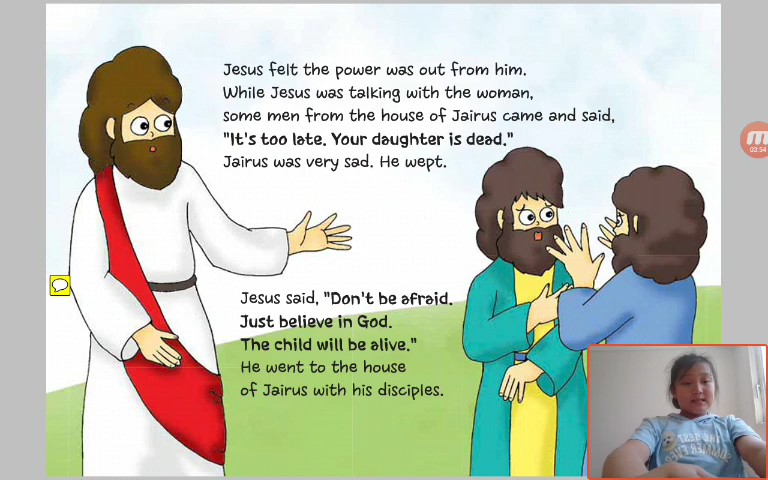 Jesus felt the power was out from him.
While Jesus was talking with the woman,
some men from the house of Jairus came and said,
"It's too late. Your daughter is dead."
Jairus was very sad. He wept.
Jesus said, "Don't be afraid.
Just believe in God.
The child will be alive."
He went to the house
of Jairus with his disciples.
03:54